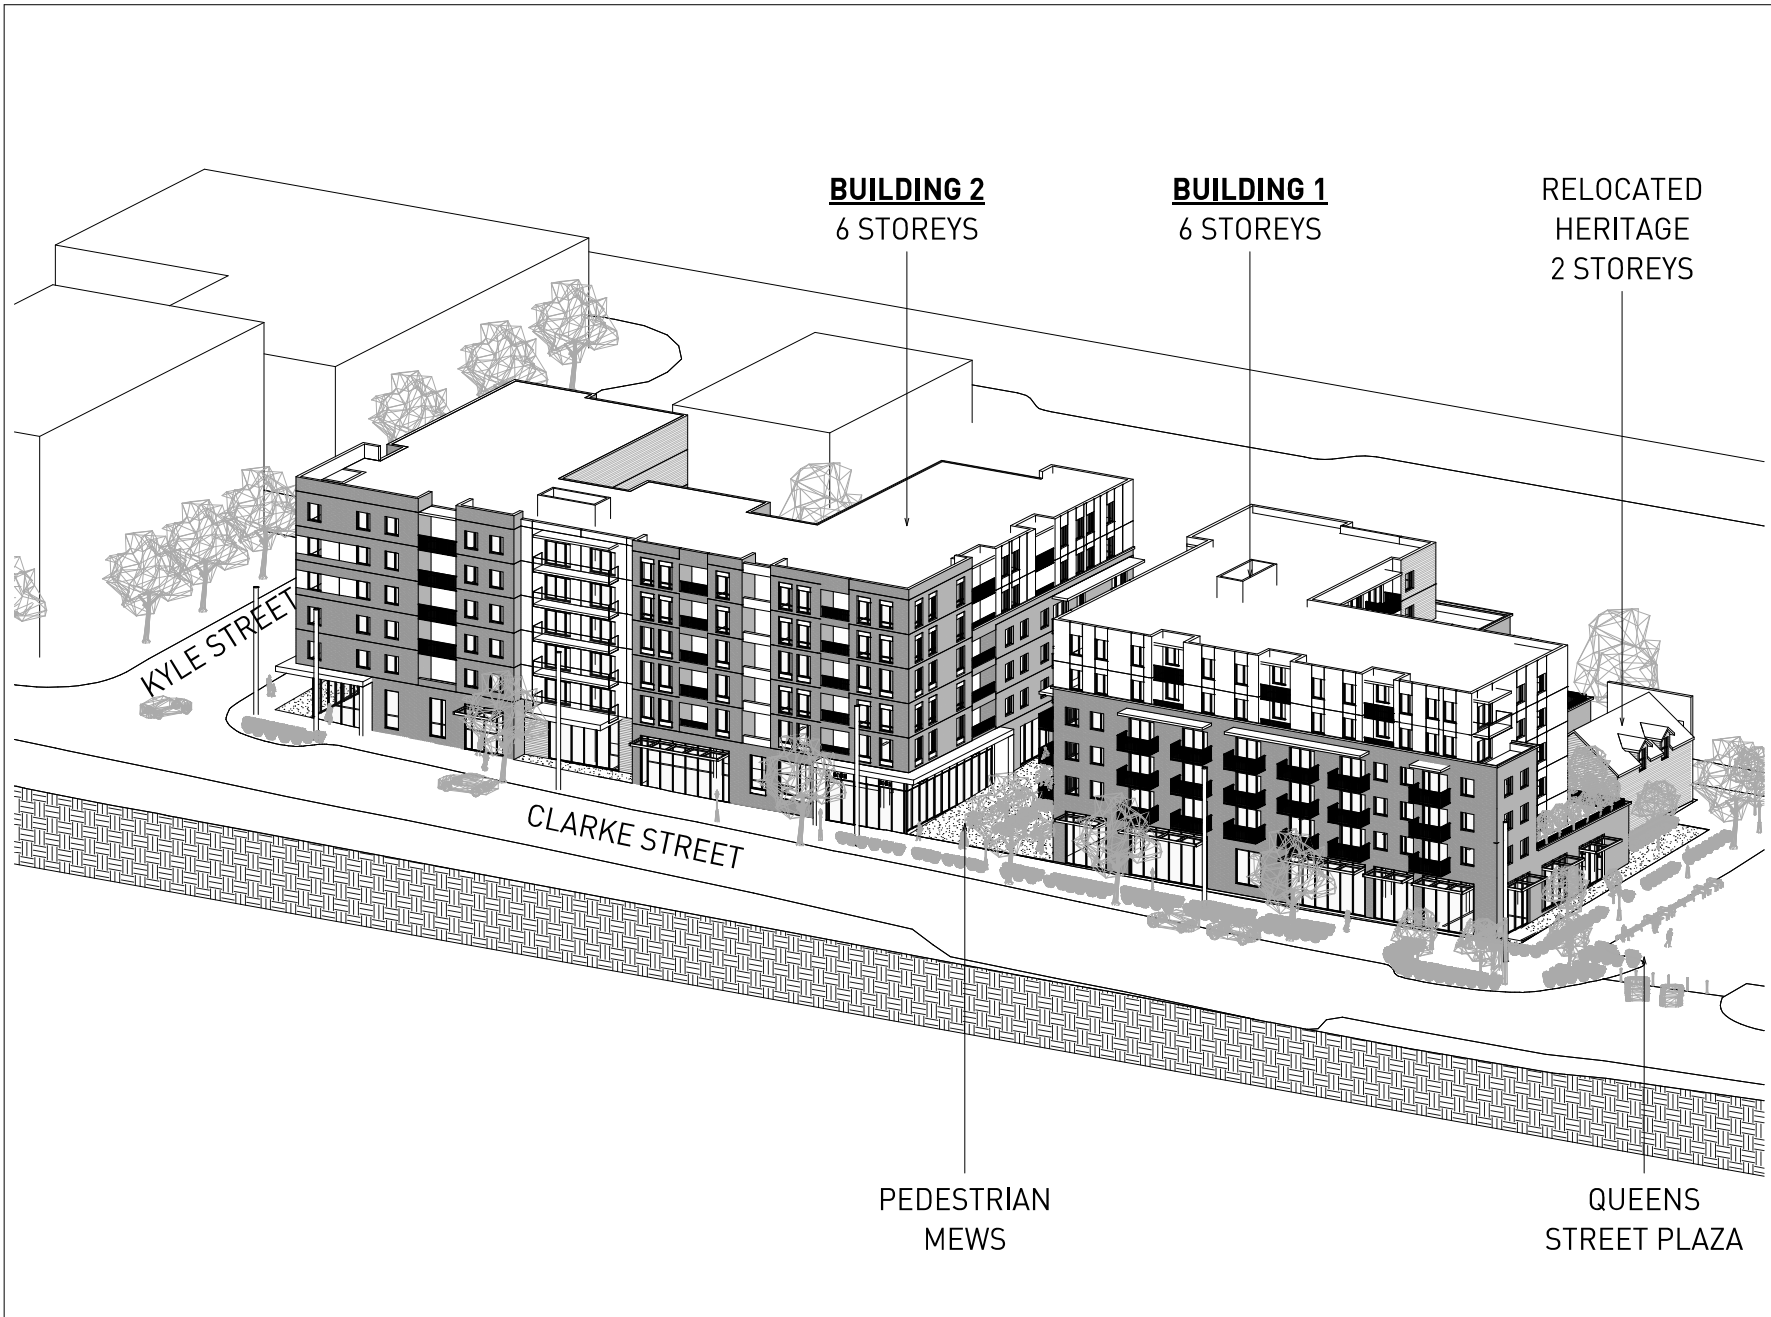 BUILDING 2
6 STOREYS
BUILDING 1
6 STOREYS
RELOCATED
HERITAGE
2 STOREYS
KYLE STREET
CLARKE STREET
PEDESTRIAN
MEWS
QUEENS
STREET PLAZA